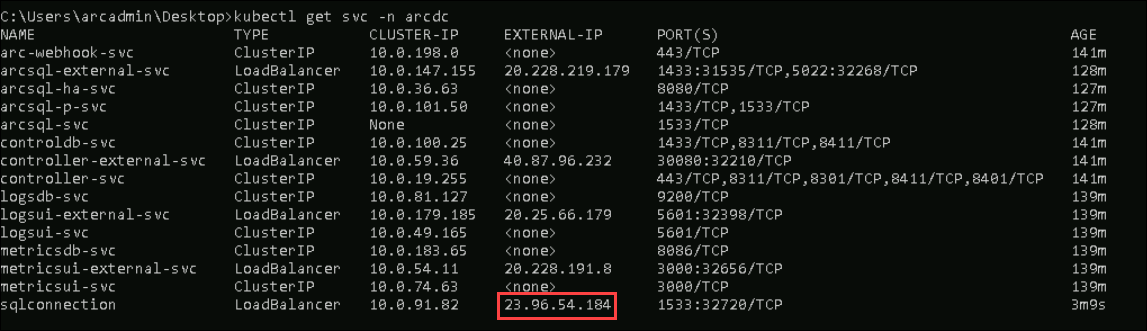 C:\Users\arcadmin\Desktop>kubectl get svc -n arcdc
NAME TYPE CLUSTER-IP EXTERNAL-IP PORT(S) AGE
arc-webhook-svc ClusterIP 10.0.198.0 <none> 443/TCP 141m
arcsql-external-svc LoadBalancer 10.0.147.155 20.228.219.179 1433:31535/TCP,5022:32268/TCP 128m
arcsql-ha-svc ClusterIP 10.0.36.63 <none> 8080/TCP 127m
arcsql-p-svc ClusterIP 10.0.101.50 <none> 1433/TCP,1533/TCP 127m
arcsql-svc ClusterIP None <none> 1533/TCP 128m
controldb-svc ClusterIP 10.0.100.25 <none> 1433/TCP,8311/TCP,8411/TCP 141m
controller-external-svc LoadBalancer 10.0.59.36 40.87.96.232 30080:32210/TCP 141m
controller-svc ClusterIP 10.0.19.255 <none> 443/TCP,8311/TCP,8301/TCP,8411/TCP,8401/TCP 141m
logsdb-svc ClusterIP 10.0.81.127 <none> 9200/TCP 139m
logsui-external-svc LoadBalancer 10.0.179.185 20.25.66.179 5601:32398/TCP 139m
logsui-svc ClusterIP 10.0.49.165 <none> 5601/TCP 139m
metricsdb-svc ClusterIP 10.0.183.65 <none> 8086/TCP 139m
metricsui-external-svc LoadBalancer 10.0.54.11 20.228.191.8 3000:32656/TCP 139m
metricsui-svc ClusterIP 10.0.74.63 <none> 3000/TCP 139m
sqlconnection LoadBalancer 10.0.91.82 23.96.54.184 1533:32720/TCP 3m9s